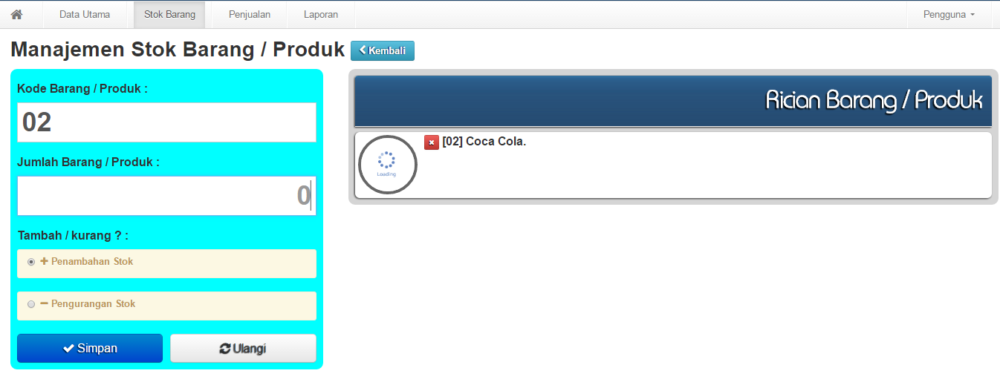 Data Utama Stok Barang Penjualan Laporan Pengguna
Manajemen Stok Barang / Produk Kembali
Kode Barang / Produk :
02
Jumlah Barang / Produk :
0
Tambah / kurang ? :
Penambahan Stok
Pengurangan Stok
Simpan Ulangi
Rician Barang / Produk
[02] Coca Cola.
Loading